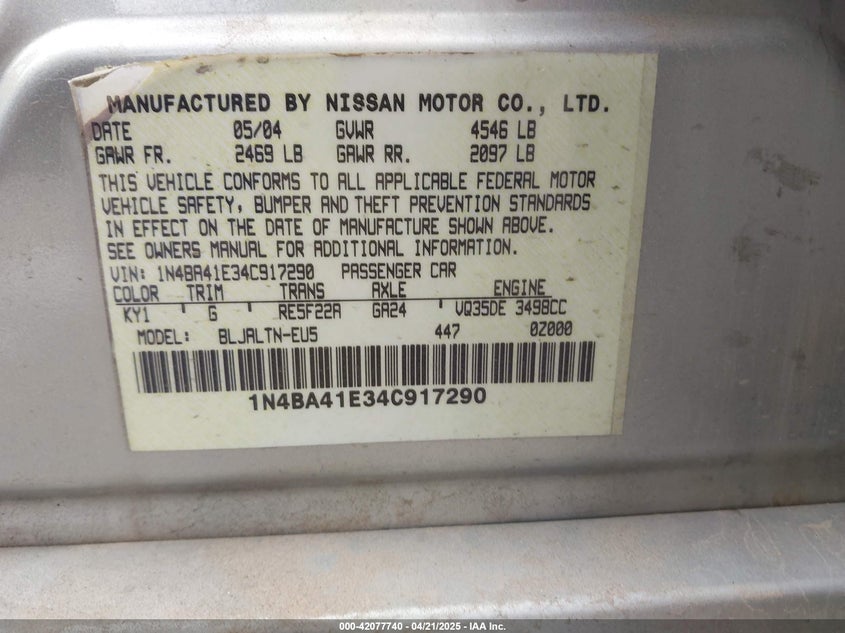 MANUFACTURED BY NISSAN MOTOR CO., LTD.
DATE 05/04 GVWR 4546 LB
GAWR FR. 2469 LB GAWR RR. 2097 LB
THIS VEHICLE CONFORMS TO ALL APPLICABLE FEDERAL MOTOR
VEHICLE SAFETY, BUMPER AND THEFT PREVENTION STANDARDS
IN EFFECT ON THE DATE OF MANUFACTURE SHOWN ABOVE.
SEE OWNERS MANUAL FOR ADDITIONAL INFORMATION.
VIN: 1N4BA41E34C917290 PASSENGER CAR
COLOR TRIM TRANS AXLE ENGINE
KY1 G RE5F22A GA24 VQ35DE 3498CC
MODEL: BLJALTN-EU5 447 0Z000
1N4BA41E34C917290
000-42077740 - 04/21/2025 - IAA Inc.